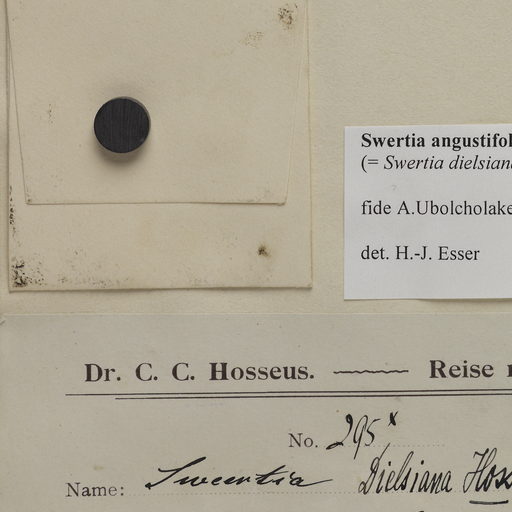 Swertia angustifol
(= Swertia dielsiana
fide A.Ubolcholake
det. H.-J. Esser
Dr. C. C. Hosseus. Reise
No. 295x
Name: Swertia Dielsiana Hoss